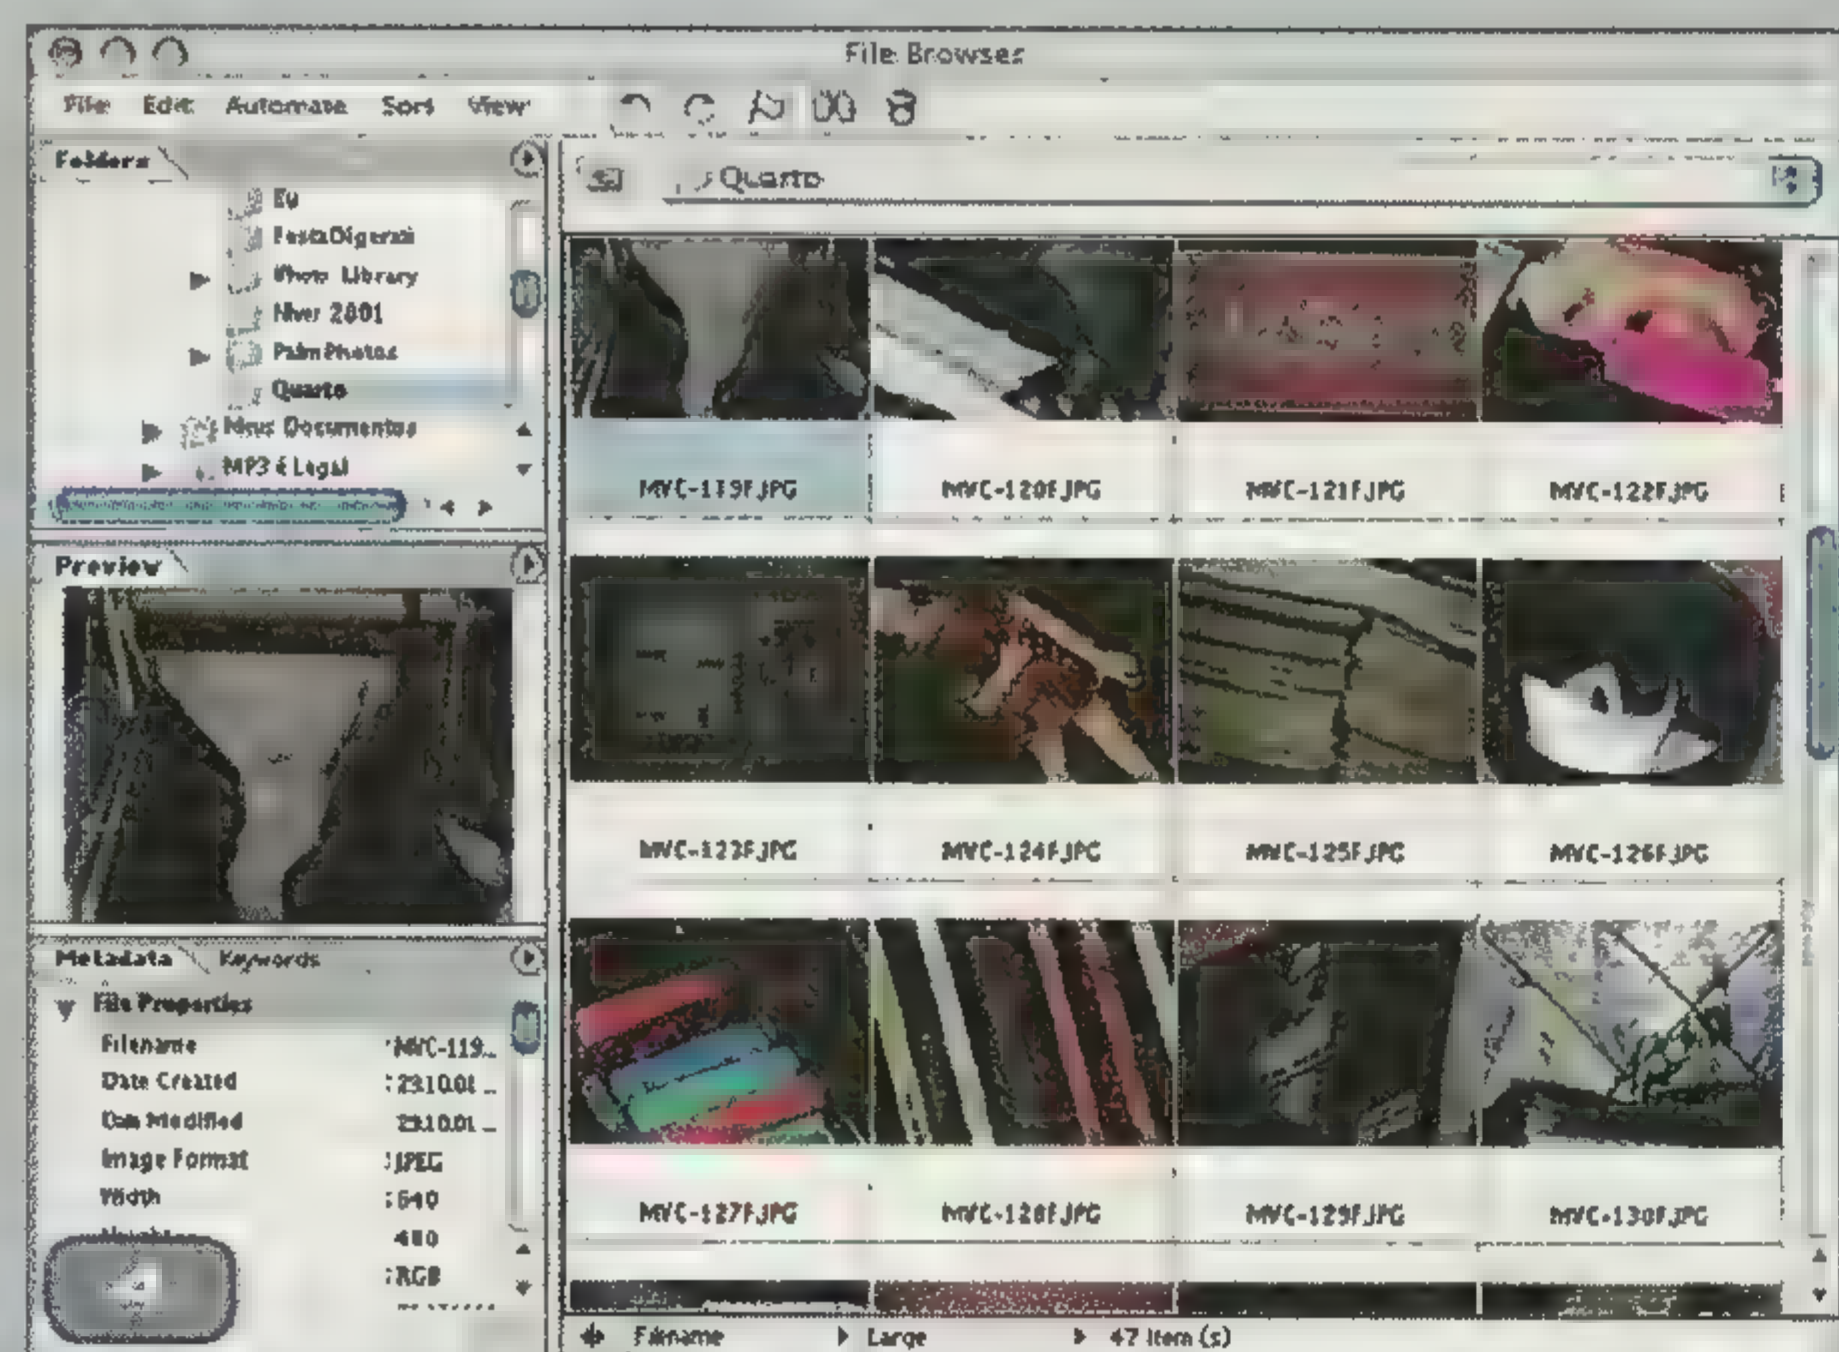 File Browser
File Edit Automate Sort View
Folders
Quarto
Eu
Photo Library
Niver 2001
PalmPhotos
Quarto
Meus Documentos
MP3 é Legal
MVC-119F.JPG MVC-120F.JPG MVC-121F.JPG MVC-122F.JPG
Preview
MVC-123F.JPG MVC-124F.JPG MVC-125F.JPG MVC-126F.JPG
Metadata Keywords
File Properties
Filename : MVC-119...
Date Created : 23.10.01 ...
Date Modified : 23.10.01 ...
Image Format : JPEG
Width : 640
Height : 480
: RGB
MVC-127F.JPG MVC-128F.JPG MVC-129F.JPG MVC-130F.JPG
Filename Large 47 Item (s)